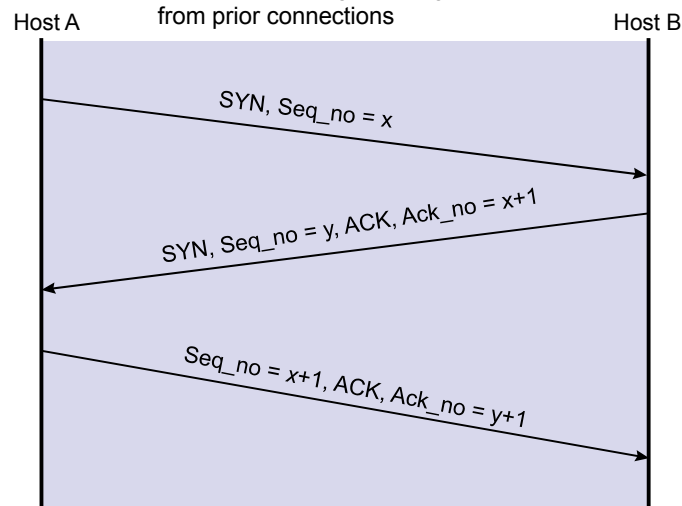 from prior connections
Host A
Host B
SYN, Seq_no = x
SYN, Seq_no = y, ACK, Ack_no = x+1
Seq_no = x+1, ACK, Ack_no = y+1